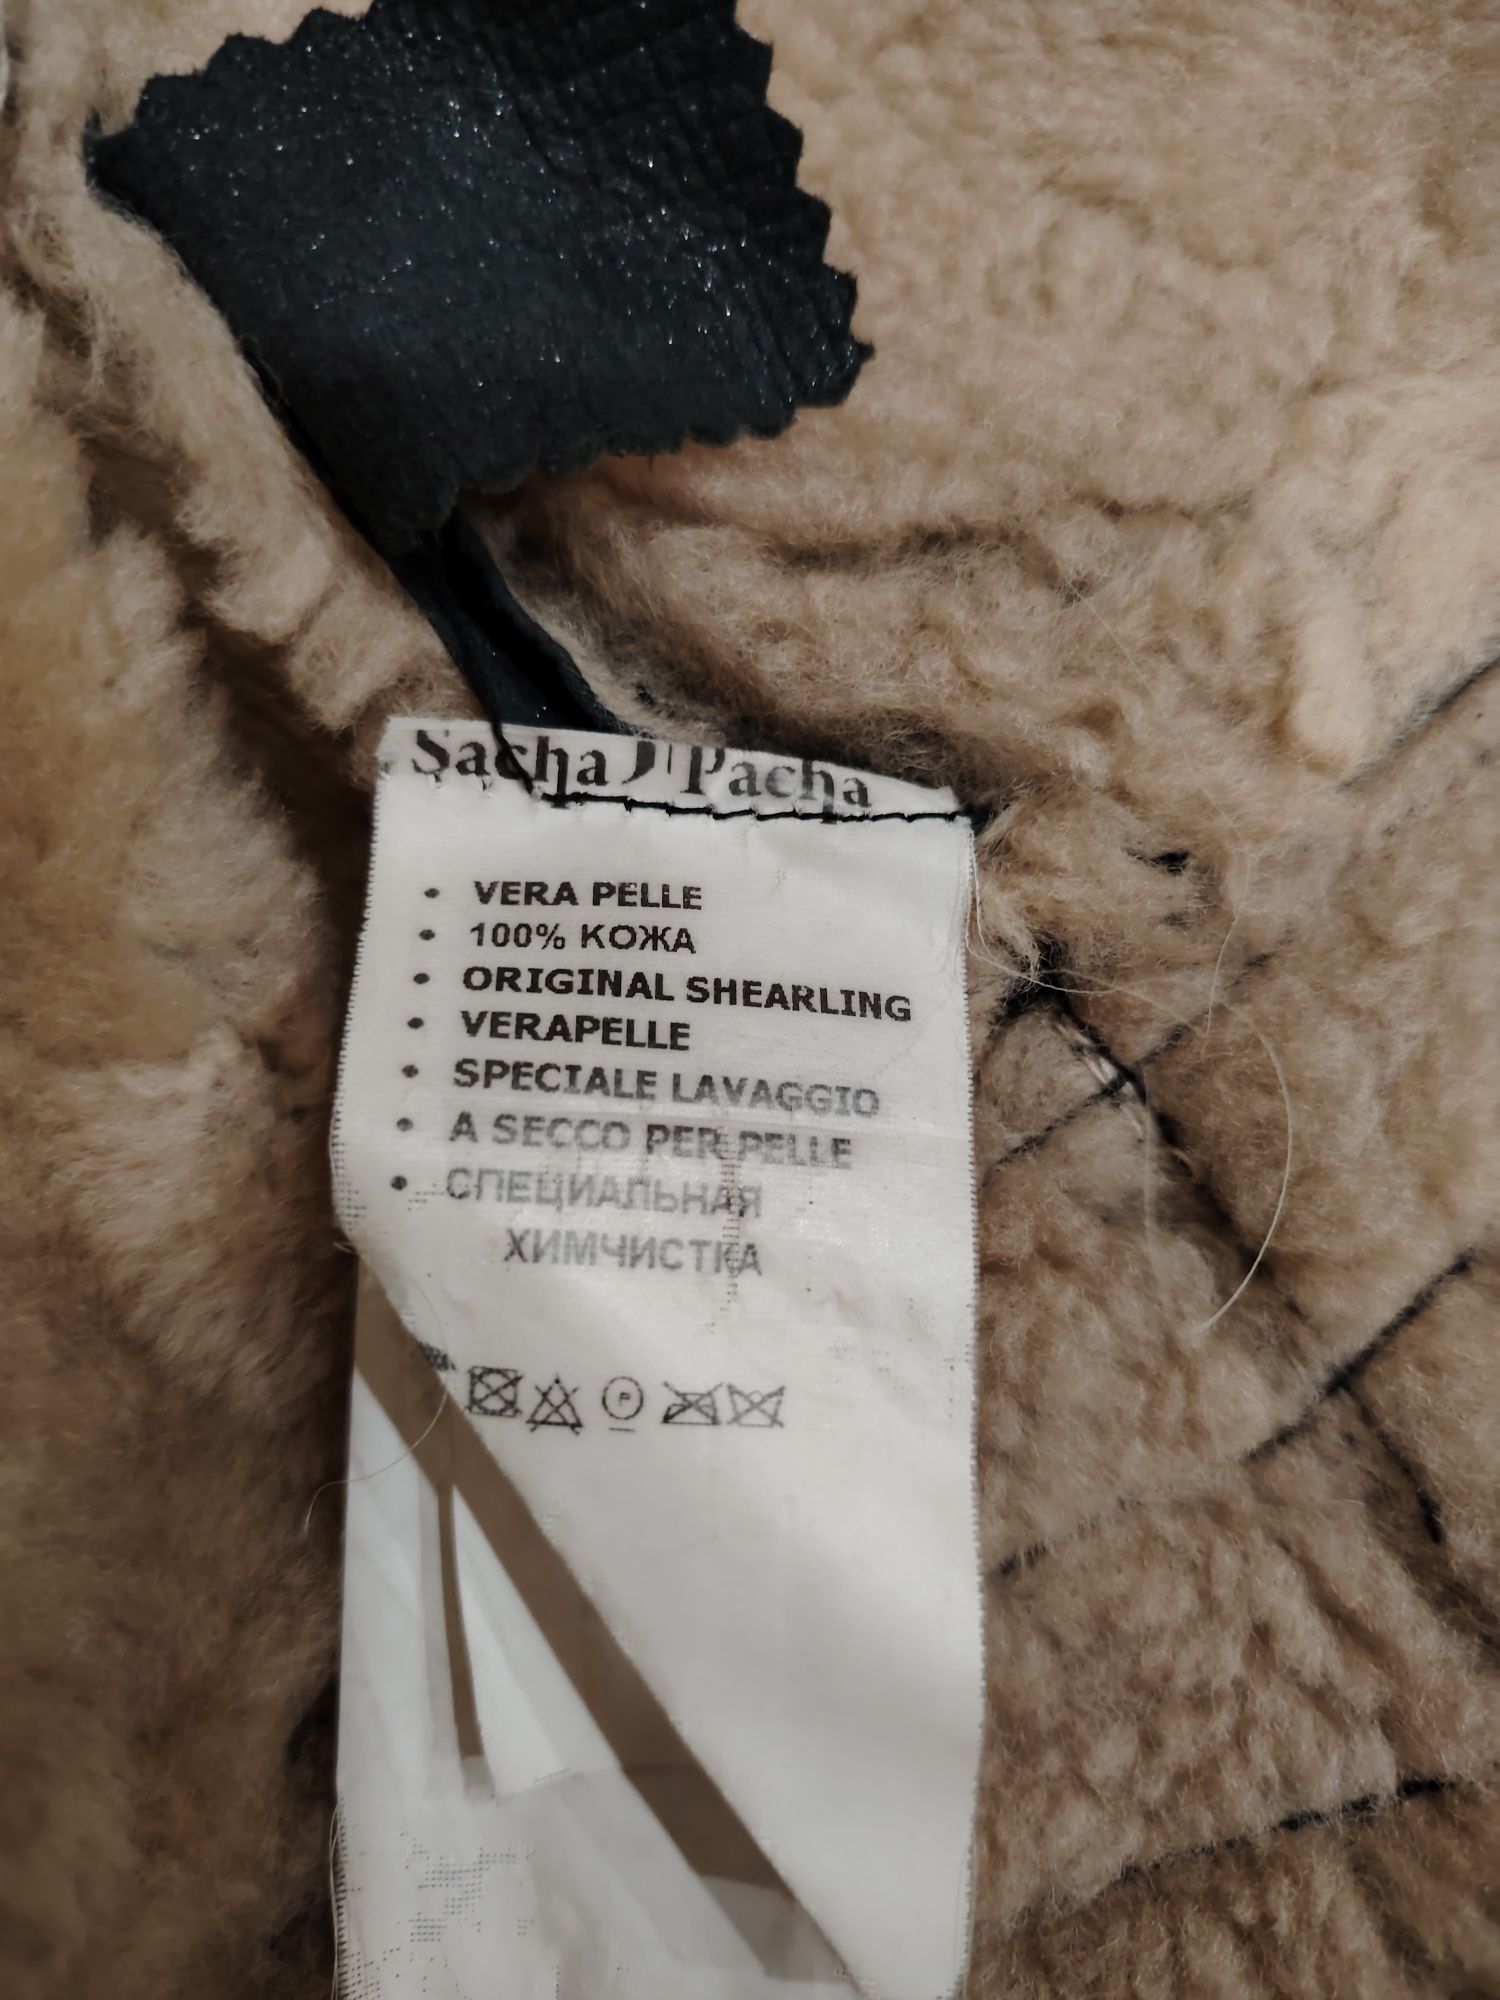 Sacha Pacha
• VERA PELLE
• 100% КОЖА
• ORIGINAL SHEARLING
• VERAPELLE
• SPECIALE LAVAGGIO
• A SECCO PER PELLE
• СПЕЦИАЛЬНАЯ
ХИМЧИСТКА
P